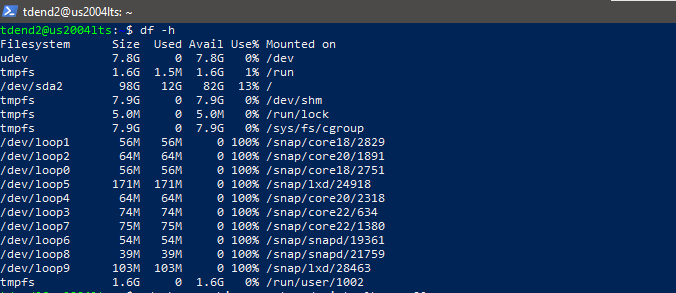 tdend2@us2004lts: ~
tdend2@us2004lts:~$ df -h
Filesystem      Size  Used Avail Use% Mounted on
udev            7.8G     0  7.8G   0% /dev
tmpfs           1.6G  1.5M  1.6G   1% /run
/dev/sda2        98G   12G   82G  13% /
tmpfs           7.9G     0  7.9G   0% /dev/shm
tmpfs           5.0M     0  5.0M   0% /run/lock
tmpfs           7.9G     0  7.9G   0% /sys/fs/cgroup
/dev/loop1       56M   56M     0 100% /snap/core18/2829
/dev/loop2       64M   64M     0 100% /snap/core20/1891
/dev/loop0       56M   56M     0 100% /snap/core18/2751
/dev/loop5      171M  171M     0 100% /snap/lxd/24918
/dev/loop4       64M   64M     0 100% /snap/core20/2318
/dev/loop3       74M   74M     0 100% /snap/core22/634
/dev/loop7       75M   75M     0 100% /snap/core22/1380
/dev/loop6       54M   54M     0 100% /snap/snapd/19361
/dev/loop8       39M   39M     0 100% /snap/snapd/21759
/dev/loop9      103M  103M     0 100% /snap/lxd/28463
tmpfs           1.6G     0  1.6G   0% /run/user/1002